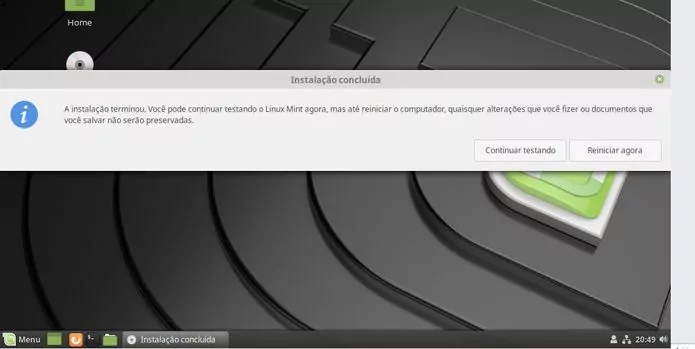 Home
Instalação concluída
A instalação terminou. Você pode continuar testando o Linux Mint agora, mas até reiniciar o computador, quaisquer alterações que você fizer ou documentos que
você salvar não serão preservadas.
Continuar testando
Reiniciar agora
Menu
Instalação concluída
20:49